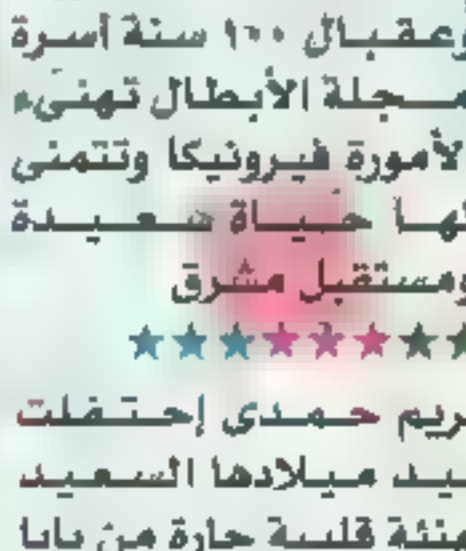 وعقبال ١٠٠ سنة أسرة
مجلة الأبطال تهنىء
لأمورة فيرونيكا وتتمنى
لها حياة سعيدة
ومستقبل مشرق
★★★★★★★★
ريم حمدى إحتفلت
عيد ميلادها السعيد
قلبية حارة من بابا